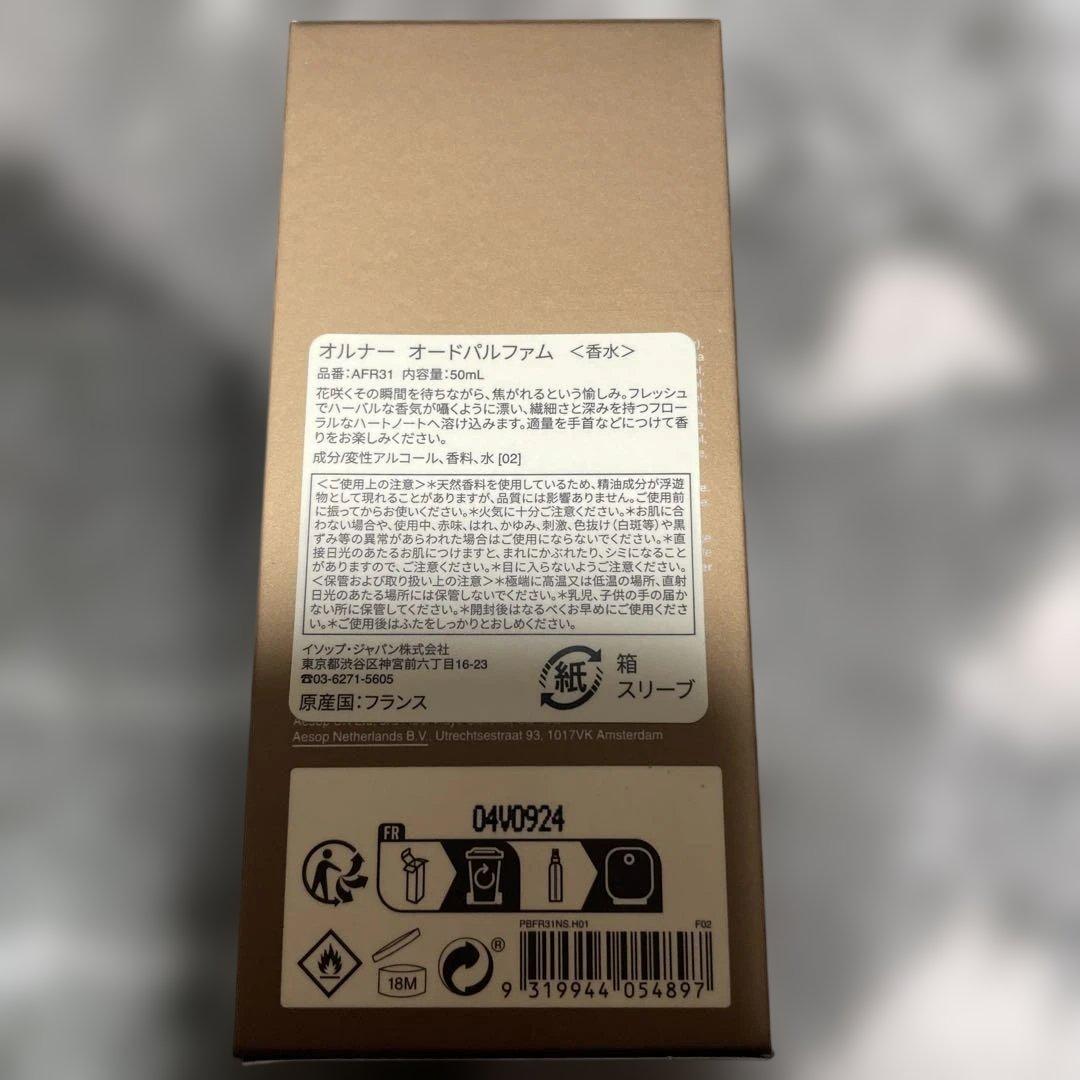 オルナー オードパルファム <香水>
品番:AFR31 内容量:50mL
花咲くその瞬間を待ちながら、焦がれるという愉しみ。フレッシュ
でハーバルな香気が囁くように漂い、繊細さと深みを持つフロー
ラルなハートノートへ溶け込みます。適量を手首などにつけて香
りをお楽しみください。
成分/変性アルコール、香料、水 [02]
<ご使用上の注意>*天然香料を使用しているため、精油成分が浮遊
物として現れることがありますが、品質には影響ありません。ご使用前
に振ってからお使いください。*火気に十分ご注意ください。*お肌に合
わない場合や、使用中、赤味、はれ、かゆみ、刺激、色抜け(白斑等)や黒
ずみ等の異常があらわれた場合はご使用にならないでください。*直
接日光のあたるお肌につけますと、まれにかぶれたり、シミになること
がありますので、ご注意ください。*目に入らないようご注意ください。
<保管および取り扱い上の注意>*極端に高温又は低温の場所、直射
日光のあたる場所には保管しないでください。*乳児、子供の手の届か
ない所に保管してください。*開封後はなるべくお早めにご使用くださ
い。*ご使用後はふたをしっかりとおしめください。
イソップ・ジャパン株式会社
東京都渋谷区神宮前六丁目16-23
☎03-6271-5605
原産国:フランス
紙
箱
スリーブ
Aesop Netherlands B.V., Utrechtsestraat 93, 1017VK Amsterdam
04V0924
FR
PBFR31NS.H01 F02
18M
®
9 319944 054897